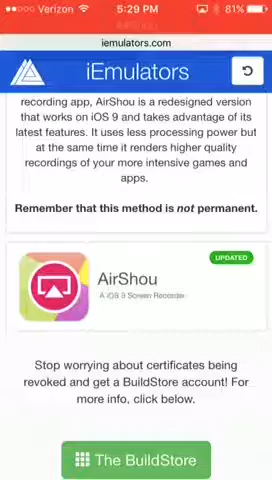 Verizon 5:29 PM 81%
iemulators.com
iEmulators
recording app, AirShou is a redesigned version
that works on iOS 9 and takes advantage of its
latest features. It uses less processing power but
at the same time it renders higher quality
recordings of your more intensive games and
apps.
Remember that this method is not permanent.
UPDATED
AirShou
A iOS 9 Screen Recorder
Stop worrying about certificates being
revoked and get a BuildStore account! For
more info, click below.
The BuildStore